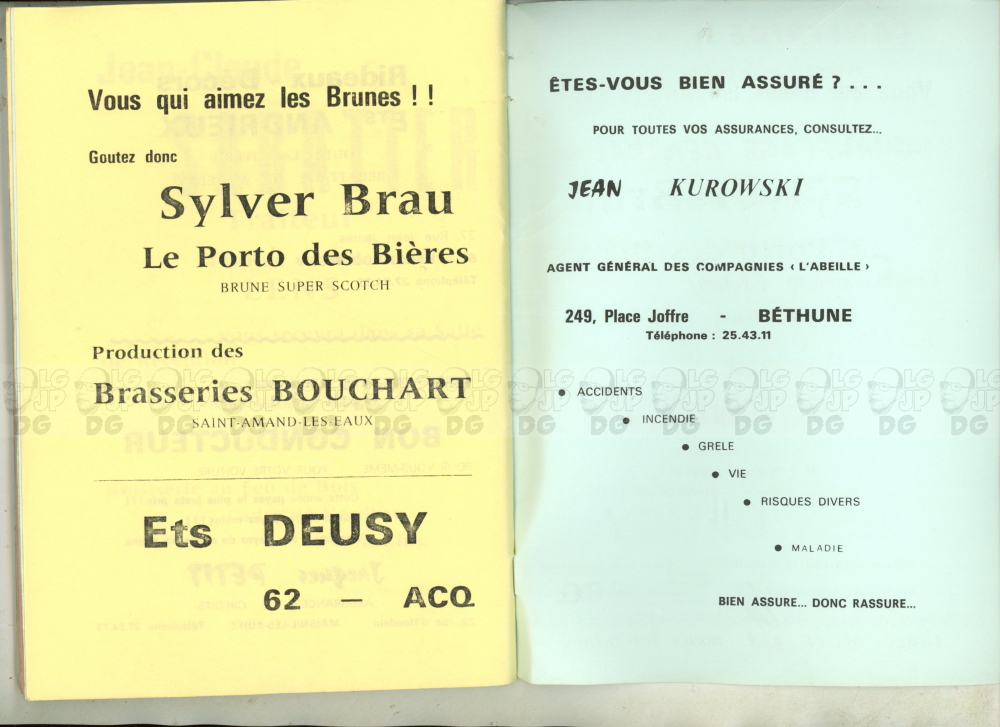 Vous qui aimez les Brunes ! !
Goutez donc
Sylver Brau
Le Porto des Bières
BRUNE SUPER SCOTCH
Production des
Brasseries BOUCHART
SAINT-AMAND-LES-EAUX
Ets DEUSY
62 — ACQ
ÊTES-VOUS BIEN ASSURÉ ? . . .
POUR TOUTES VOS ASSURANCES, CONSULTEZ...
JEAN KUROWSKI
AGENT GÉNÉRAL DES COMPAGNIES ‹ L'ABEILLE ›
249, Place Joffre - BÉTHUNE
Téléphone : 25.43.11
● ACCIDENTS
● INCENDIE
● GRELE
● VIE
● RISQUES DIVERS
● MALADIE
BIEN ASSURE... DONC RASSURE...
LG JP DG